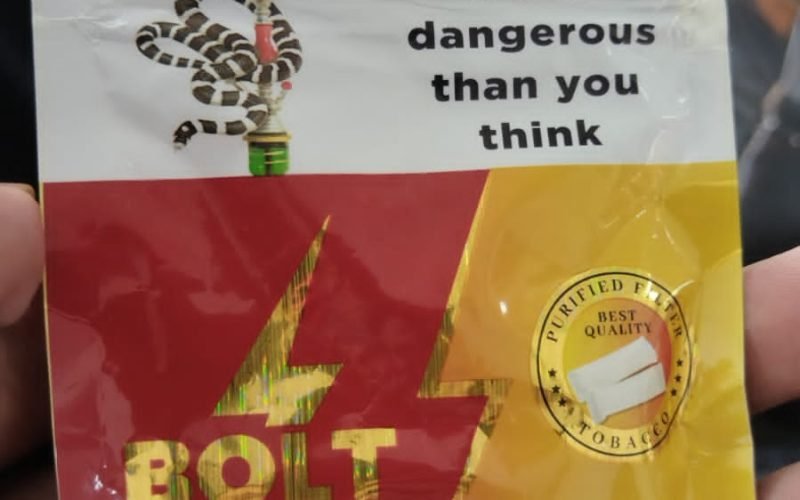 dangerous
than you
think
PURIFIED FILTER
BEST
QUALITY
TOBACCO
BOLT